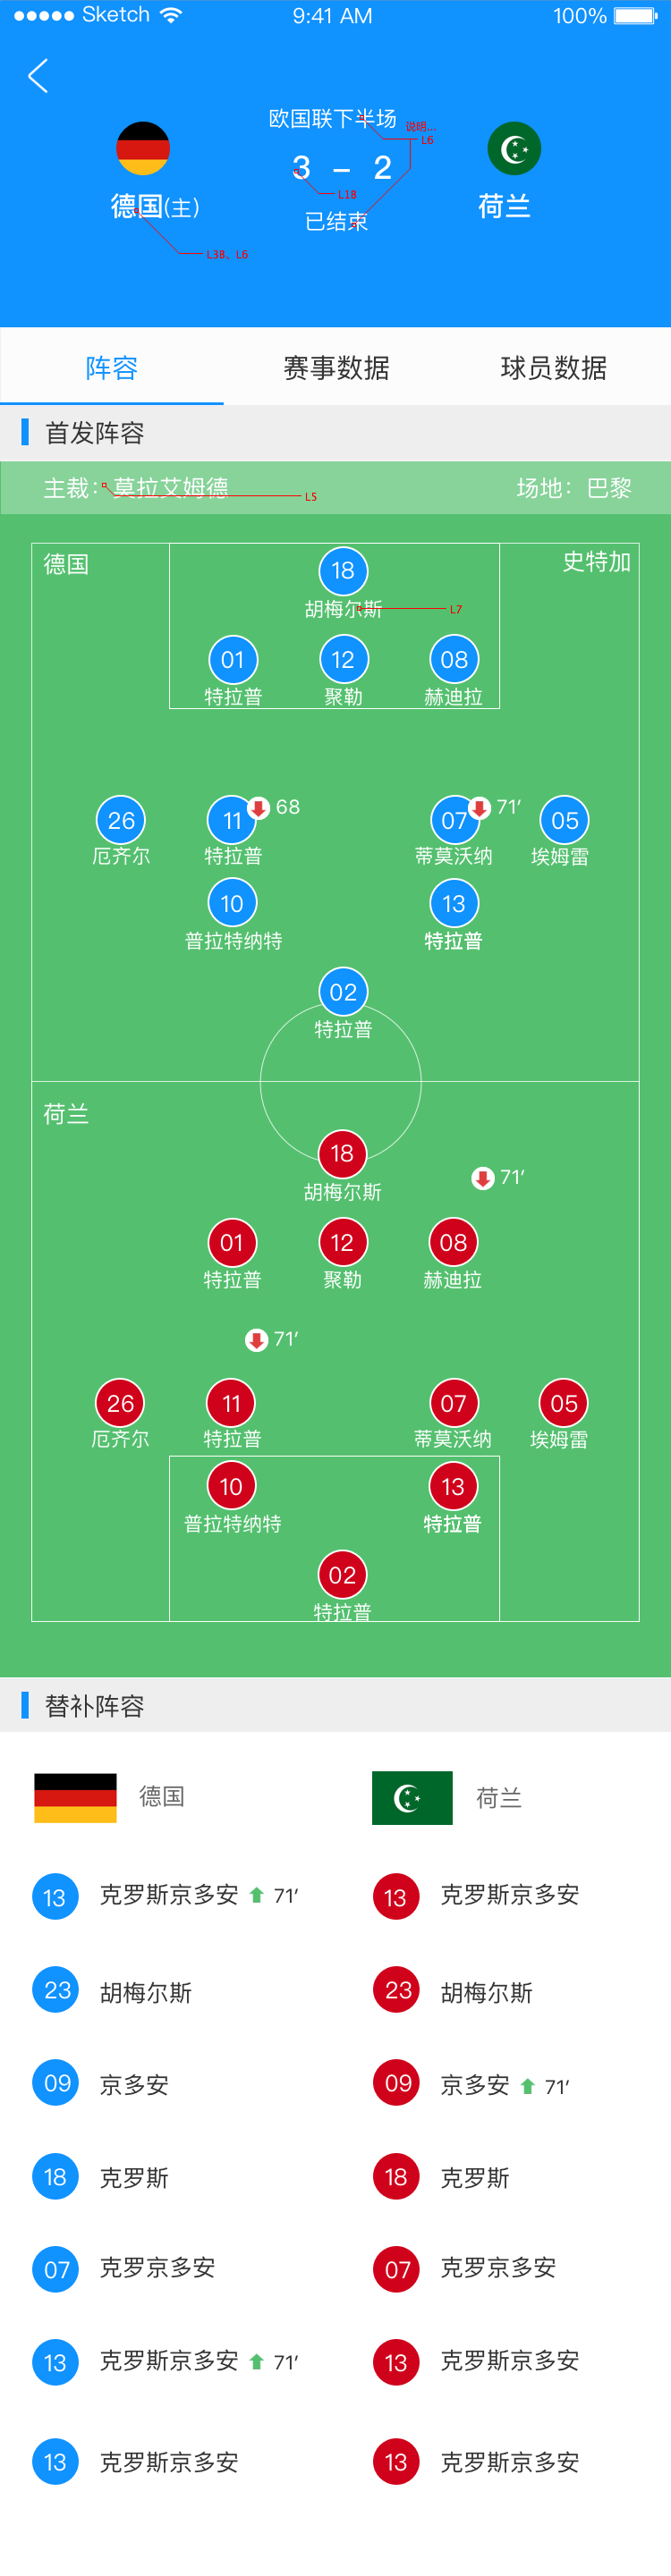 Sketch 9:41 AM 100%
欧国联下半场
说明...
L6
3 – 2
L1B
德国(主)
荷兰
已结束
L3B、L6
阵容 赛事数据 球员数据
首发阵容
主裁：莫拉艾姆德 场地：巴黎
L5
德国 史特加
18
胡梅尔斯
L7
01 12 08
特拉普 聚勒 赫迪拉
26 11 68 07 71′ 05
厄齐尔 特拉普 蒂莫沃纳 埃姆雷
10 13
普拉特纳特 特拉普
02
特拉普
荷兰
18
71′
胡梅尔斯
01 12 08
特拉普 聚勒 赫迪拉
71′
26 11 07 05
厄齐尔 特拉普 蒂莫沃纳 埃姆雷
10 13
普拉特纳特 特拉普
02
特拉普
替补阵容
德国 荷兰
13 克罗斯京多安 71′ 13 克罗斯京多安
23 胡梅尔斯 23 胡梅尔斯
09 京多安 09 京多安 71′
18 克罗斯 18 克罗斯
07 克罗京多安 07 克罗京多安
13 克罗斯京多安 71′ 13 克罗斯京多安
13 克罗斯京多安 13 克罗斯京多安